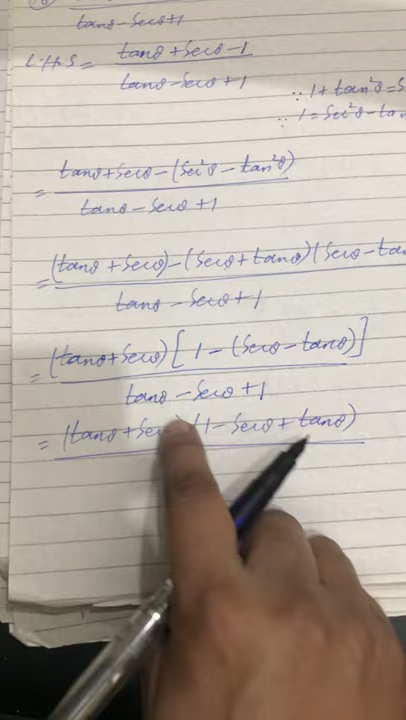 tanθ-secθ+1
L.H.S = tanθ+secθ-1
tanθ-secθ+1
∵ 1+tan²θ=
∵ 1=sec²θ-tan
= tanθ+secθ-(sec²θ-tan²θ)
tanθ-secθ+1
= (tanθ+secθ)-(secθ+tanθ)(secθ-tan
tanθ-secθ+1
= (tanθ+secθ)[1-(secθ-tanθ)]
tanθ-secθ+1
= (tanθ+sec (1-secθ+tanθ)